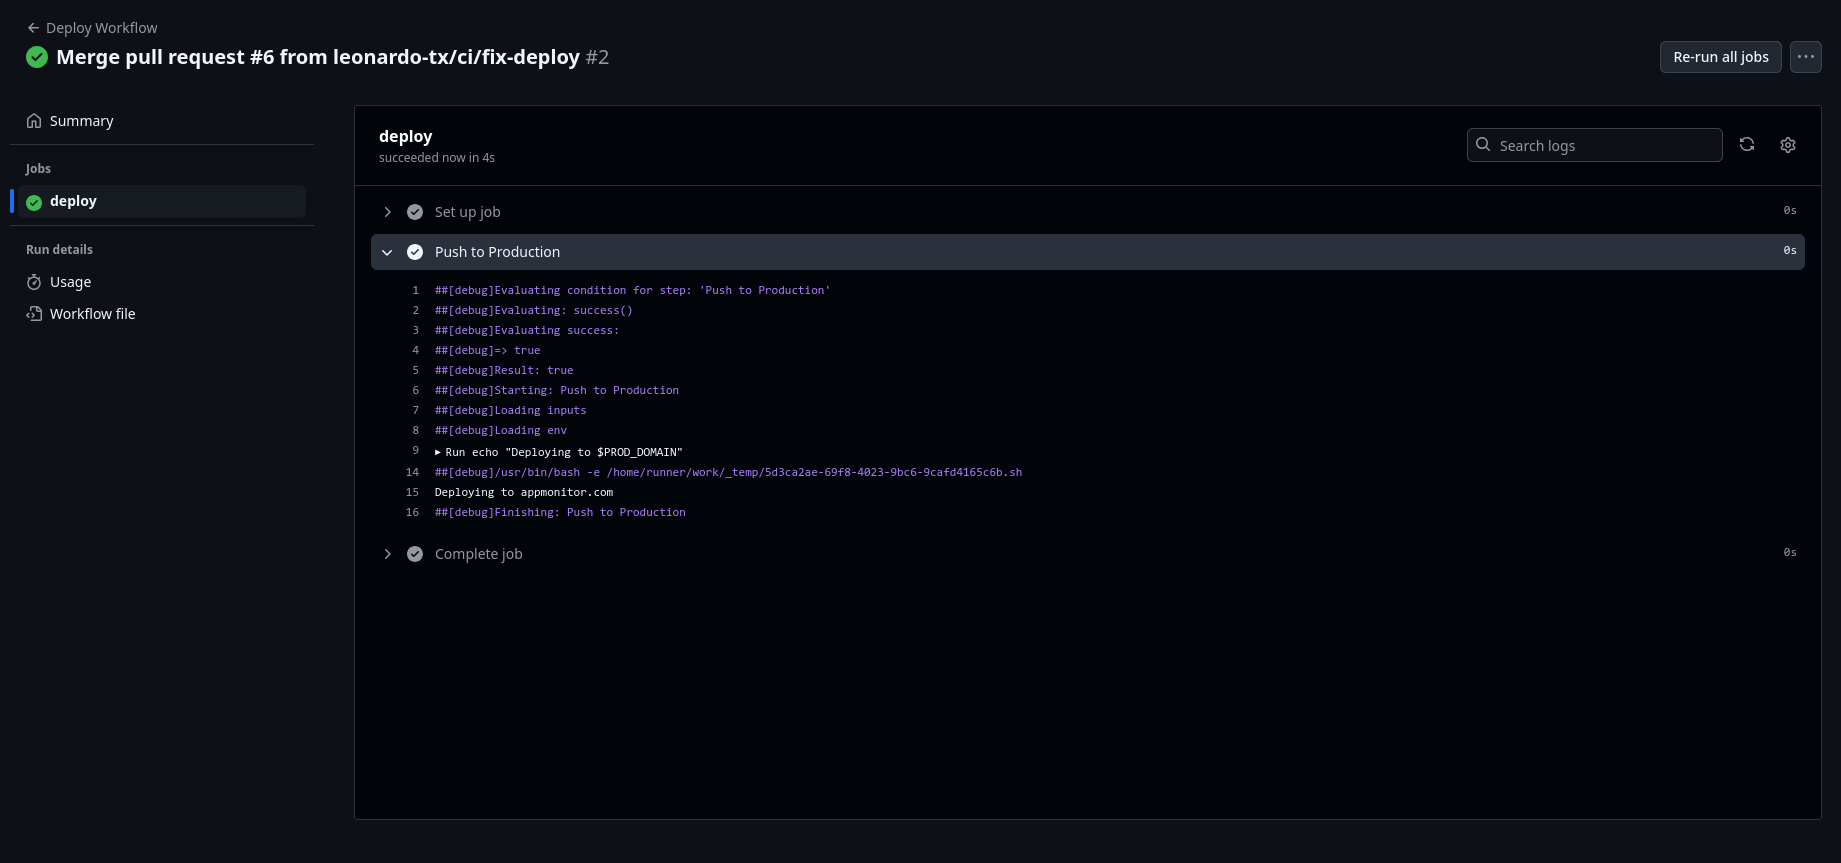 Deploy Workflow
Merge pull request #6 from leonardo-tx/ci/fix-deploy #2
Re-run all jobs
Summary
Jobs
deploy
Run details
Usage
Workflow file
deploy
succeeded now in 4s
Search logs
Set up job 0s
Push to Production 0s
1 ##[debug]Evaluating condition for step: 'Push to Production'
2 ##[debug]Evaluating: success()
3 ##[debug]Evaluating success:
4 ##[debug]=> true
5 ##[debug]Result: true
6 ##[debug]Starting: Push to Production
7 ##[debug]Loading inputs
8 ##[debug]Loading env
9 Run echo "Deploying to $PROD_DOMAIN"
14 ##[debug]/usr/bin/bash -e /home/runner/work/_temp/5d3ca2ae-69f8-4023-9bc6-9cafd4165c6b.sh
15 Deploying to appmonitor.com
16 ##[debug]Finishing: Push to Production
Complete job 0s